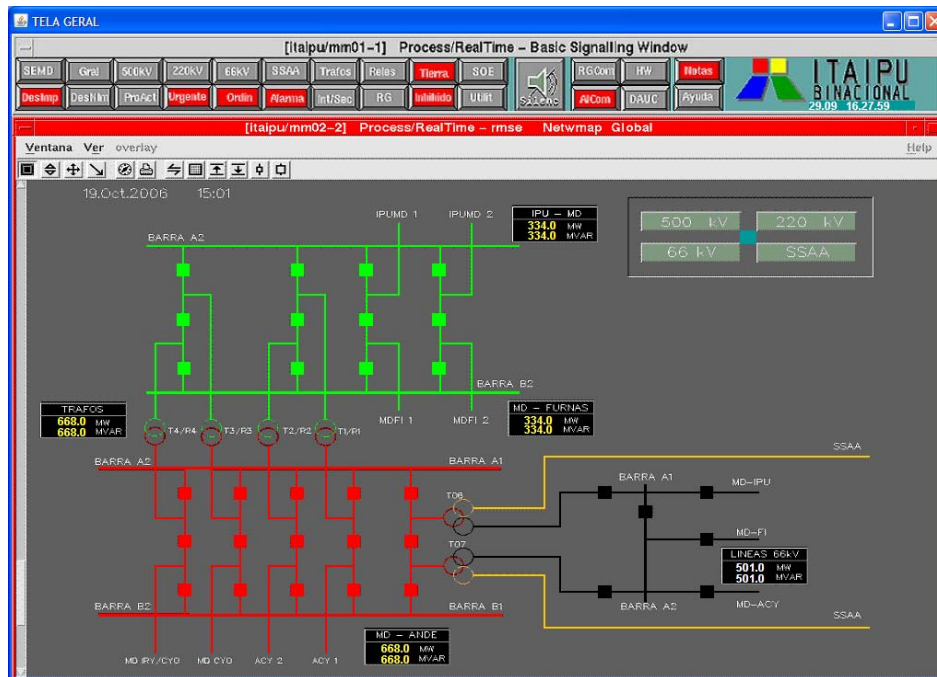 TELA GERAL
[itaipu/mm01-1] Process/RealTime - Basic Signalling Window
SEMD Gral 500kV 220kV 66kV SSAA Trafos Reles Tierra SOE RGCom HW Notas
DesImp DesNIm ProAct Urgente Ordin Alarma Int/Sec RG Inhibido Utilit Silenc AlCom DAUC Ayuda
ITAIPU
BINACIONAL
29.09 16.27.59
[itaipu/mm02-2] Process/RealTime - rmse Netwmap Global
Ventana Ver overlay Help
19.Oct.2006 15:01
IPUMD 1 IPUMD 2
IPU - MD
334.0 MW
334.0 MVAR
500 kV 220 kV
66 kV SSAA
BARRA A2
BARRA B2
TRAFOS
668.0 MW
668.0 MVAR
MDFI 1 MDFI 2
MD - FURNAS
334.0 MW
334.0 MVAR
T4/R4 T3/R3 T2/R2 T1/R1
BARRA A2 BARRA A1
SSAA
T06
BARRA A1
MD-IPU
MD-FI
T07
LINEAS 66kV
501.0 MW
501.0 MVAR
BARRA B2 BARRA B1
BARRA A2
MD-ACY
SSAA
MD-ANDE
668.0 MW
668.0 MVAR
MD IRY/CYO MD CYO ACY 2 ACY 1